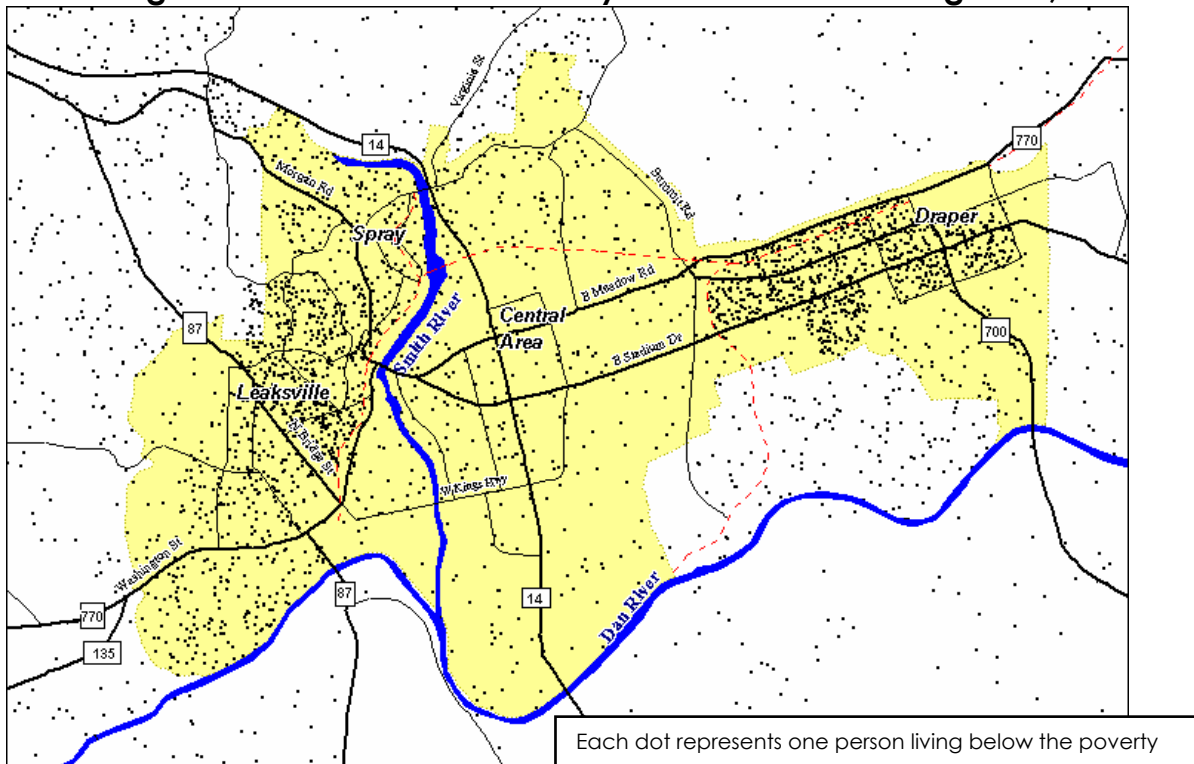 Virginia St
14
770
Morgan Rd
Summit Rd
Draper
Spray
E Meadow Rd
Central
Area
Smith River
87
700
E Stadium Dr
Leaksville
N Bridge St
W Kings Hwy
Washington St
87
14
770
Dan River
135
Each dot represents one person living below the poverty